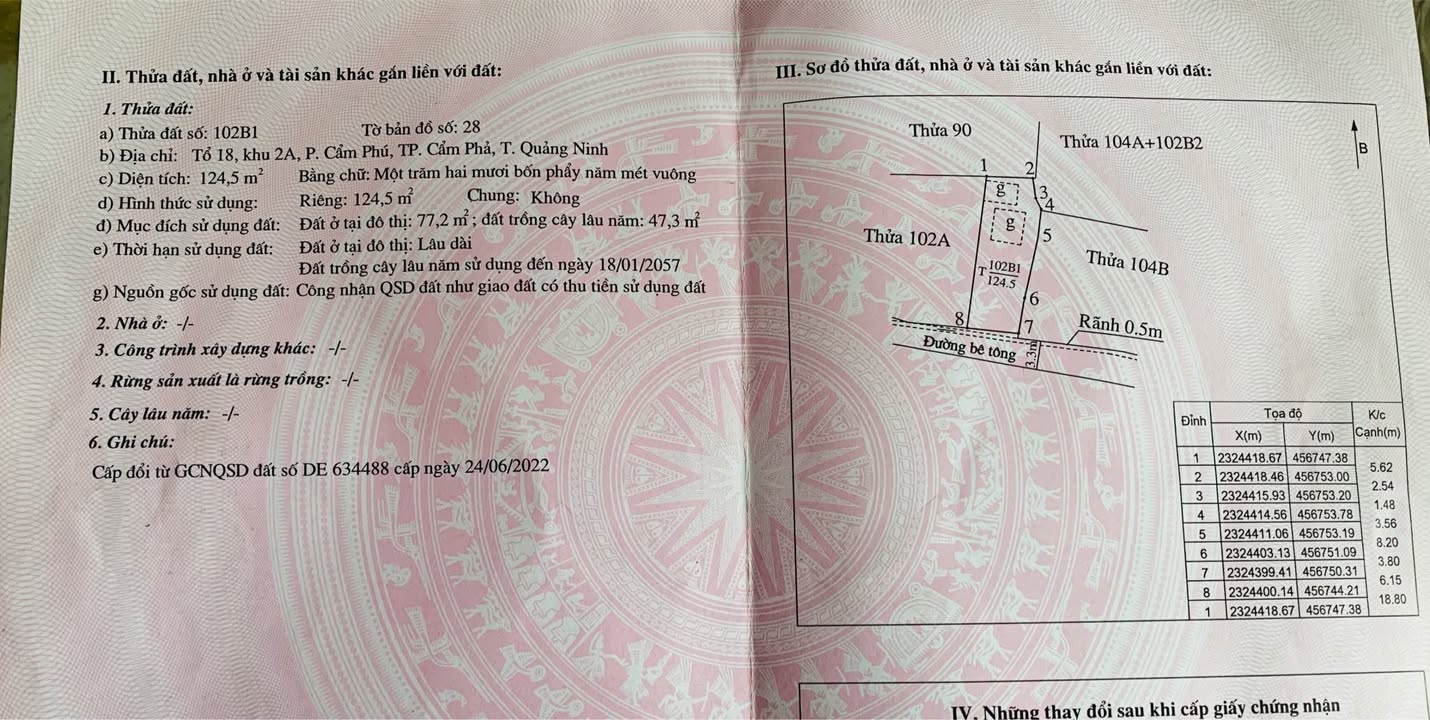 II. Thửa đất, nhà ở và tài sản khác gắn liền với đất:
1. Thửa đất:
a) Thửa đất số: 102B1 Tờ bản đồ số: 28
b) Địa chỉ: Tổ 18, khu 2A, P. Cẩm Phú, TP. Cẩm Phả, T. Quảng Ninh
c) Diện tích: 124,5 m² Bằng chữ: Một trăm hai mươi bốn phẩy năm mét vuông
d) Hình thức sử dụng: Riêng: 124,5 m² Chung: Không
đ) Mục đích sử dụng đất: Đất ở tại đô thị: 77,2 m²; đất trồng cây lâu năm: 47,3 m²
e) Thời hạn sử dụng đất: Đất ở tại đô thị: Lâu dài
Đất trồng cây lâu năm sử dụng đến ngày 18/01/2057
g) Nguồn gốc sử dụng đất: Công nhận QSD đất như giao đất có thu tiền sử dụng đất
2. Nhà ở: -/-
3. Công trình xây dựng khác: -/-
4. Rừng sản xuất là rừng trồng: -/-
5. Cây lâu năm: -/-
6. Ghi chú:
Cấp đổi từ GCNQSD đất số DE 634488 cấp ngày 24/06/2022
III. Sơ đồ thửa đất, nhà ở và tài sản khác gắn liền với đất:
Thửa 90
Thửa 104A+102B2
B
1 2
g 3
4
g 5
Thửa 102A
Thửa 104B
T 102B1
124.5
6
8 7
Rãnh 0.5m
Đường bê tông
3.3m
Đỉnh Tọa độ K/c
X(m) Y(m) Cạnh(m)
1 2324418.67 456747.38
5.62
2 2324418.46 456753.00
2.54
3 2324415.93 456753.20
1.48
4 2324414.56 456753.78
3.56
5 2324411.06 456753.19
8.20
6 2324403.13 456751.09
3.80
7 2324399.41 456750.31
6.15
8 2324400.14 456744.21
18.80
1 2324418.67 456747.38
IV. Những thay đổi sau khi cấp giấy chứng nhận